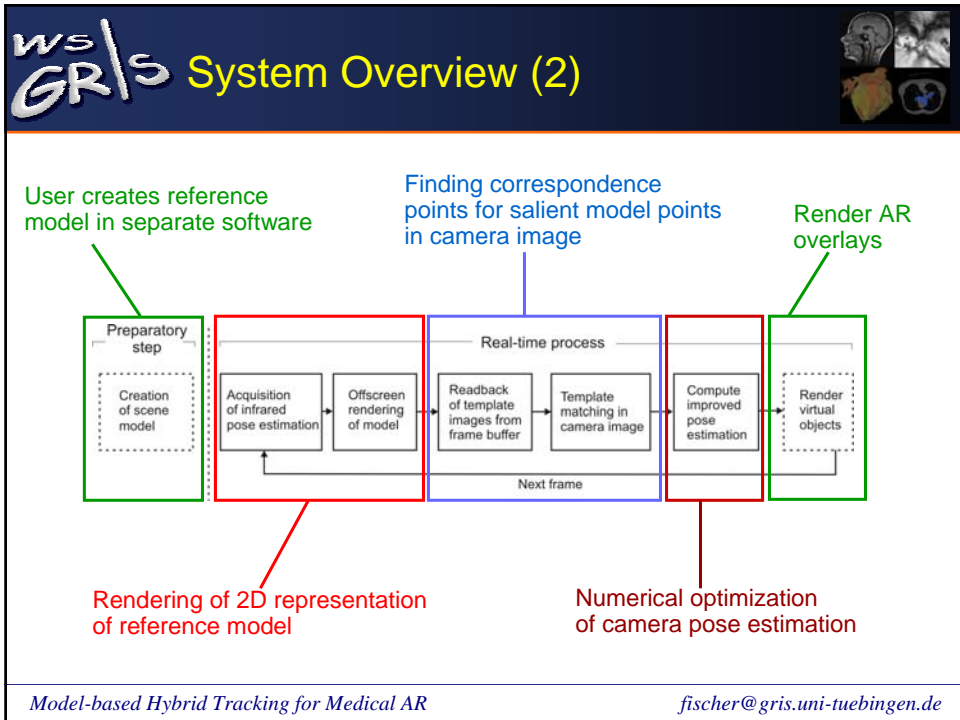 WS
GRIS
System Overview (2)
User creates reference
model in separate software
Finding correspondence
points for salient model points
in camera image
Render AR
overlays
Preparatory
step
Real-time process
Creation
of scene
model
Acquisition
of infrared
pose estimation
Offscreen
rendering
of model
Readback
of template
images from
frame buffer
Template
matching in
camera image
Compute
improved
pose
estimation
Render
virtual
objects
Next frame
Rendering of 2D representation
of reference model
Numerical optimization
of camera pose estimation
Model-based Hybrid Tracking for Medical AR
fischer@gris.uni-tuebingen.de